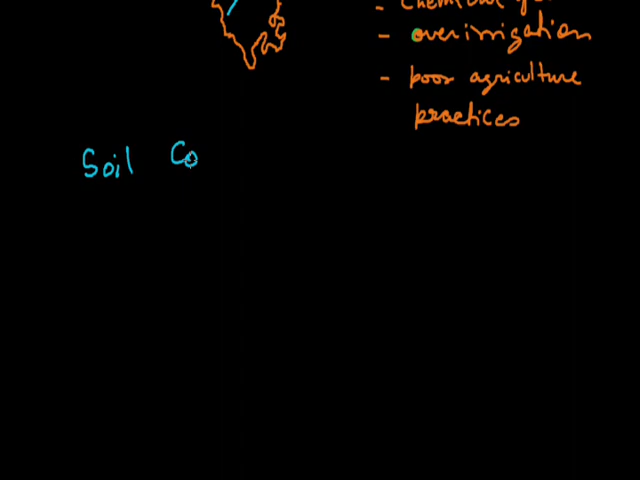 - overirrigation
- poor agriculture
practices
Soil Co